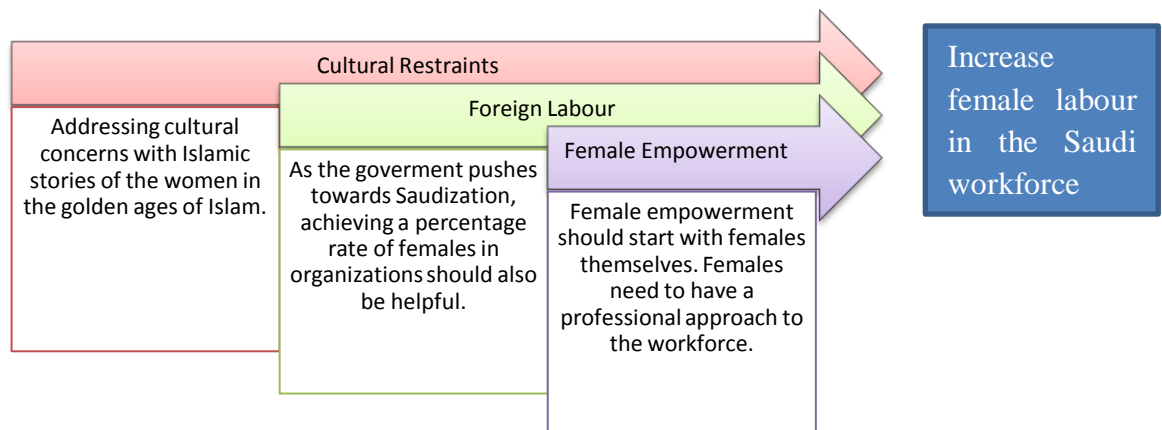 Cultural Restraints
Addressing cultural
concerns with Islamic
stories of the women in
the golden ages of Islam.
Foreign Labour
As the goverment pushes
towards Saudization,
achieving a percentage
rate of females in
organizations should also
be helpful.
Female Empowerment
Female empowerment
should start with females
themselves. Females
need to have a
professional approach to
the workforce.
Increase
female labour
in the Saudi
workforce